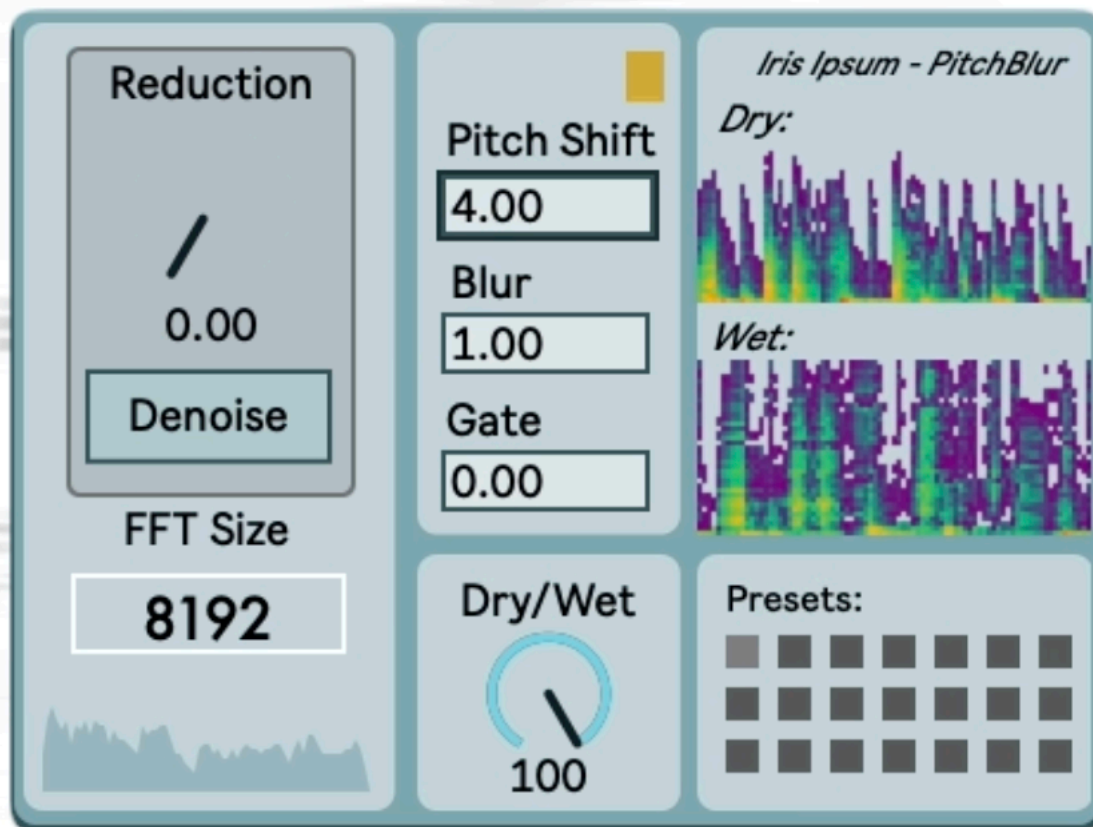 Reduction
0.00
Denoise
FFT Size
8192
Pitch Shift
4.00
Blur
1.00
Gate
0.00
Dry/Wet
100
Iris Ipsum - PitchBlur
Dry:
Wet:
Presets: